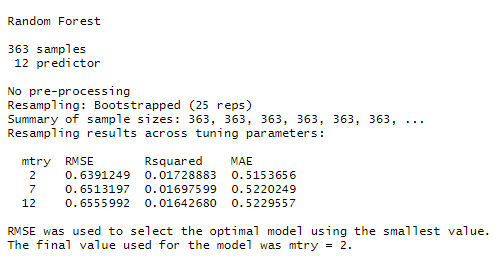 Random Forest
363 samples
12 predictor
No pre-processing
Resampling: Bootstrapped (25 reps)
Summary of sample sizes: 363, 363, 363, 363, 363, 363, ...
Resampling results across tuning parameters:
mtry RMSE Rsquared MAE
2 0.6391249 0.01728883 0.5153656
7 0.6513197 0.01697599 0.5220249
12 0.6555992 0.01642680 0.5229557
RMSE was used to select the optimal model using the smallest value.
The final value used for the model was mtry = 2.